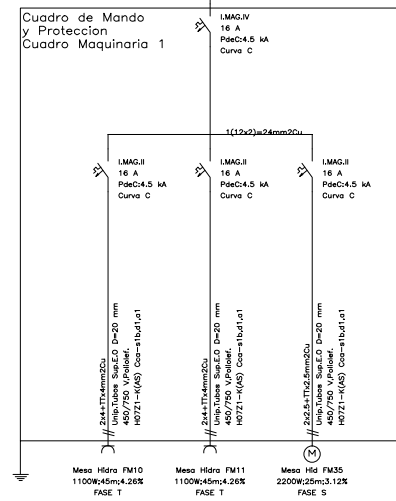 Cuadro de Mando
y Proteccion
Cuadro Maquinaria 1
I.MAG.IV
16 A
PdeC:4.5 kA
Curva C
1(12x2)=24mm2Cu
I.MAG.II
16 A
PdeC:4.5 kA
Curva C
I.MAG.II
16 A
PdeC:4.5 kA
Curva C
I.MAG.II
16 A
PdeC:4.5 kA
Curva C
2x4+TTx4mm2Cu
Unip.Tubos Sup.E.O D=20 mm
450/750 V,Poliolef.
H07Z1-K(AS) Cca-s1b,d1,a1
2x4+TTx4mm2Cu
Unip.Tubos Sup.E.O D=20 mm
450/750 V,Poliolef.
H07Z1-K(AS) Cca-s1b,d1,a1
2x2.5+TTx2.5mm2Cu
Unip.Tubos Sup.E.O D=20 mm
450/750 V,Poliolef.
H07Z1-K(AS) Cca-s1b,d1,a1
M
Mesa Hidra FM10
1100W;45m;4.26%
FASE T
Mesa Hidra FM11
1100W;45m;4.26%
FASE T
Mesa Hid FM35
2200W;25m;3.12%
FASE S